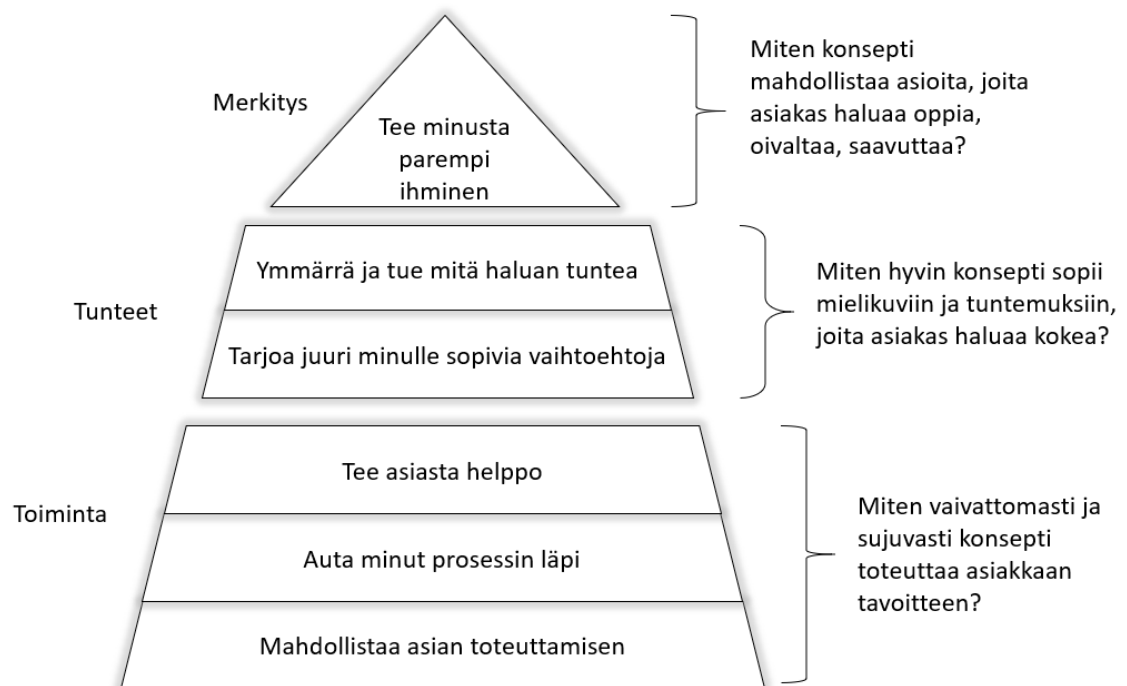 Merkitys
Tee minusta
parempi
ihminen
Miten konsepti
mahdollistaa asioita, joita
asiakas haluaa oppia,
oivaltaa, saavuttaa?
Tunteet
Ymmärrä ja tue mitä haluan tuntea
Tarjoa juuri minulle sopivia vaihtoehtoja
Miten hyvin konsepti sopii
mielikuviin ja tuntemuksiin,
joita asiakas haluaa kokea?
Toiminta
Tee asiasta helppo
Auta minut prosessin läpi
Mahdollistaa asian toteuttamisen
Miten vaivattomasti ja
sujuvasti konsepti
toteuttaa asiakkaan
tavoitteen?